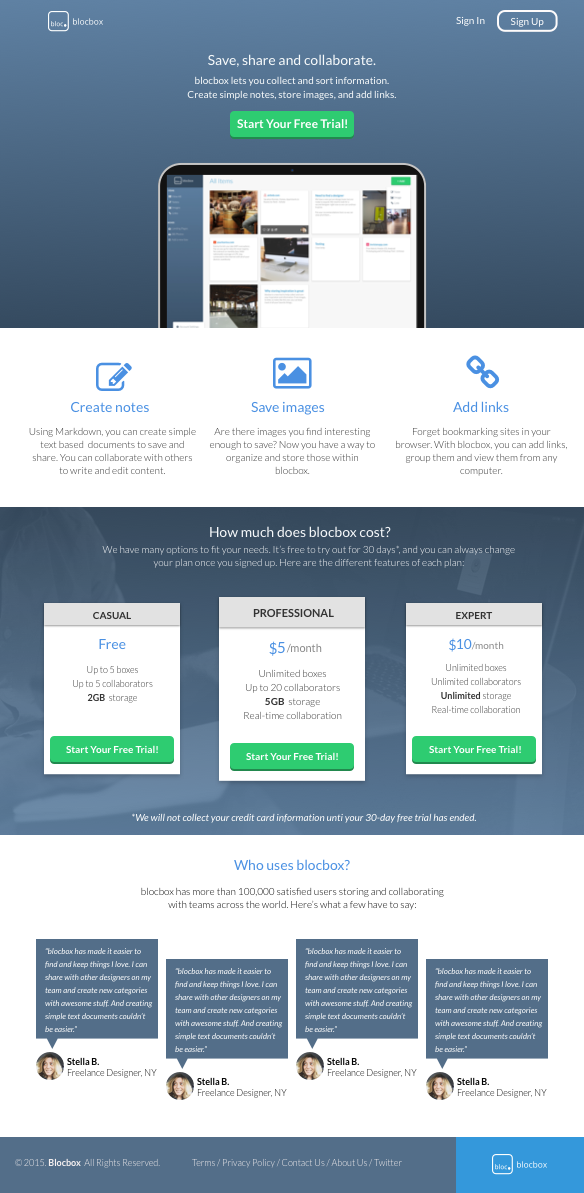 bloc. blocbox
Sign In
Sign Up
Save, share and collaborate.
blocbox lets you collect and sort information.
Create simple notes, store images, and add links.
Start Your Free Trial!
blocbox
All Items
Create notes
Using Markdown, you can create simple
text based documents to save and
share. You can collaborate with others
to write and edit content.
Save images
Are there images you find interesting
enough to save? Now you have a way to
organize and store those within
blocbox.
Add links
Forget bookmarking sites in your
browser. With blocbox, you can add links,
group them and view them from any
computer.
How much does blocbox cost?
We have many options to fit your needs. It's free to try out for 30 days*, and you can always change
your plan once you signed up. Here are the different features of each plan:
CASUAL
Free
Up to 5 boxes
Up to 5 collaborators
2GB storage
Start Your Free Trial!
PROFESSIONAL
$5/month
Unlimited boxes
Up to 20 collaborators
5GB storage
Real-time collaboration
Start Your Free Trial!
EXPERT
$10/month
Unlimited boxes
Unlimited collaborators
Unlimited storage
Real-time collaboration
Start Your Free Trial!
*We will not collect your credit card information unti your 30-day free trial has ended.
Who uses blocbox?
blocbox has more than 100,000 satisfied users storing and collaborating
with teams across the world. Here's what a few have to say:
"blocbox has made it easier to
find and keep things I love. I can
share with other designers on my
team and create new categories
with awesome stuff. And creating
simple text documents couldn't
be easier."
Stella B.
Freelance Designer, NY
"blocbox has made it easier to
find and keep things I love. I can
share with other designers on my
team and create new categories
with awesome stuff. And creating
simple text documents couldn't
be easier."
Stella B.
Freelance Designer, NY
"blocbox has made it easier to
find and keep things I love. I can
share with other designers on my
team and create new categories
with awesome stuff. And creating
simple text documents couldn't
be easier."
Stella B.
Freelance Designer, NY
"blocbox has made it easier to
find and keep things I love. I can
share with other designers on my
team and create new categories
with awesome stuff. And creating
simple text documents couldn't
be easier."
Stella B.
Freelance Designer, NY
© 2015. Blocbox All Rights Reserved.
Terms / Privacy Policy / Contact Us / About Us / Twitter
bloc. blocbox